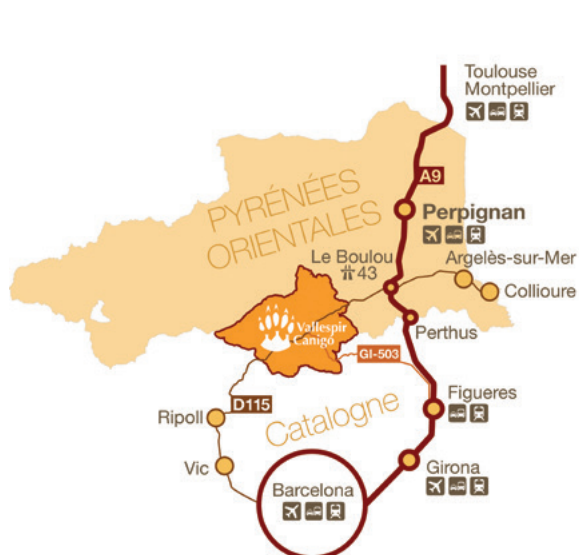 Toulouse
Montpellier
A9
PYRÉNÉES
ORIENTALES
Perpignan
Le Boulou
43
Argelès-sur-Mer
Collioure
Vallespir
Canigó
Perthus
GI-503
D115
Catalogne
Figueres
Ripoll
Vic
Girona
Barcelona